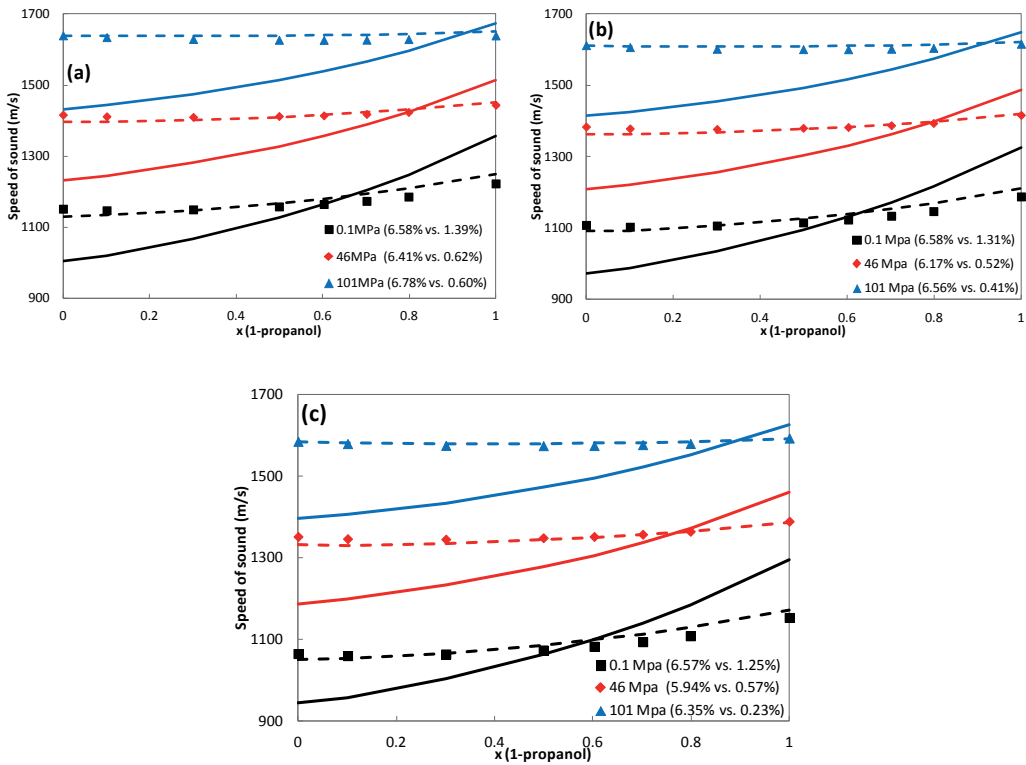 1700
1500
1300
1100
900
Speed of sound (m/s)
(a)
0.1MPa (6.58% vs. 1.39%)
46MPa (6.41% vs. 0.62%)
101MPa (6.78% vs. 0.60%)
0 0.2 0.4 0.6 0.8 1
x (1-propanol)
1700
1500
1300
1100
900
Speed of sound (m/s)
(b)
0.1 Mpa (6.58% vs. 1.31%)
46 Mpa (6.17% vs. 0.52%)
101 Mpa (6.56% vs. 0.41%)
0 0.2 0.4 0.6 0.8 1
x (1-propanol)
1700
1500
1300
1100
900
Speed of sound (m/s)
(c)
0.1 Mpa (6.57% vs. 1.25%)
46 Mpa (5.94% vs. 0.57%)
101 Mpa (6.35% vs. 0.23%)
0 0.2 0.4 0.6 0.8 1
x (1-propanol)